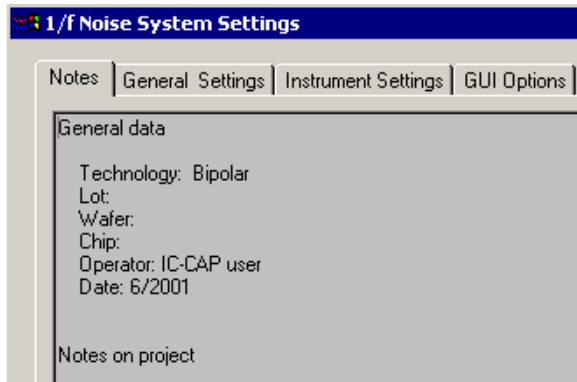 1/f Noise System Settings
Notes General Settings Instrument Settings GUI Options
General data
Technology: Bipolar
Lot:
Wafer:
Chip:
Operator: IC-CAP user
Date: 6/2001
Notes on project